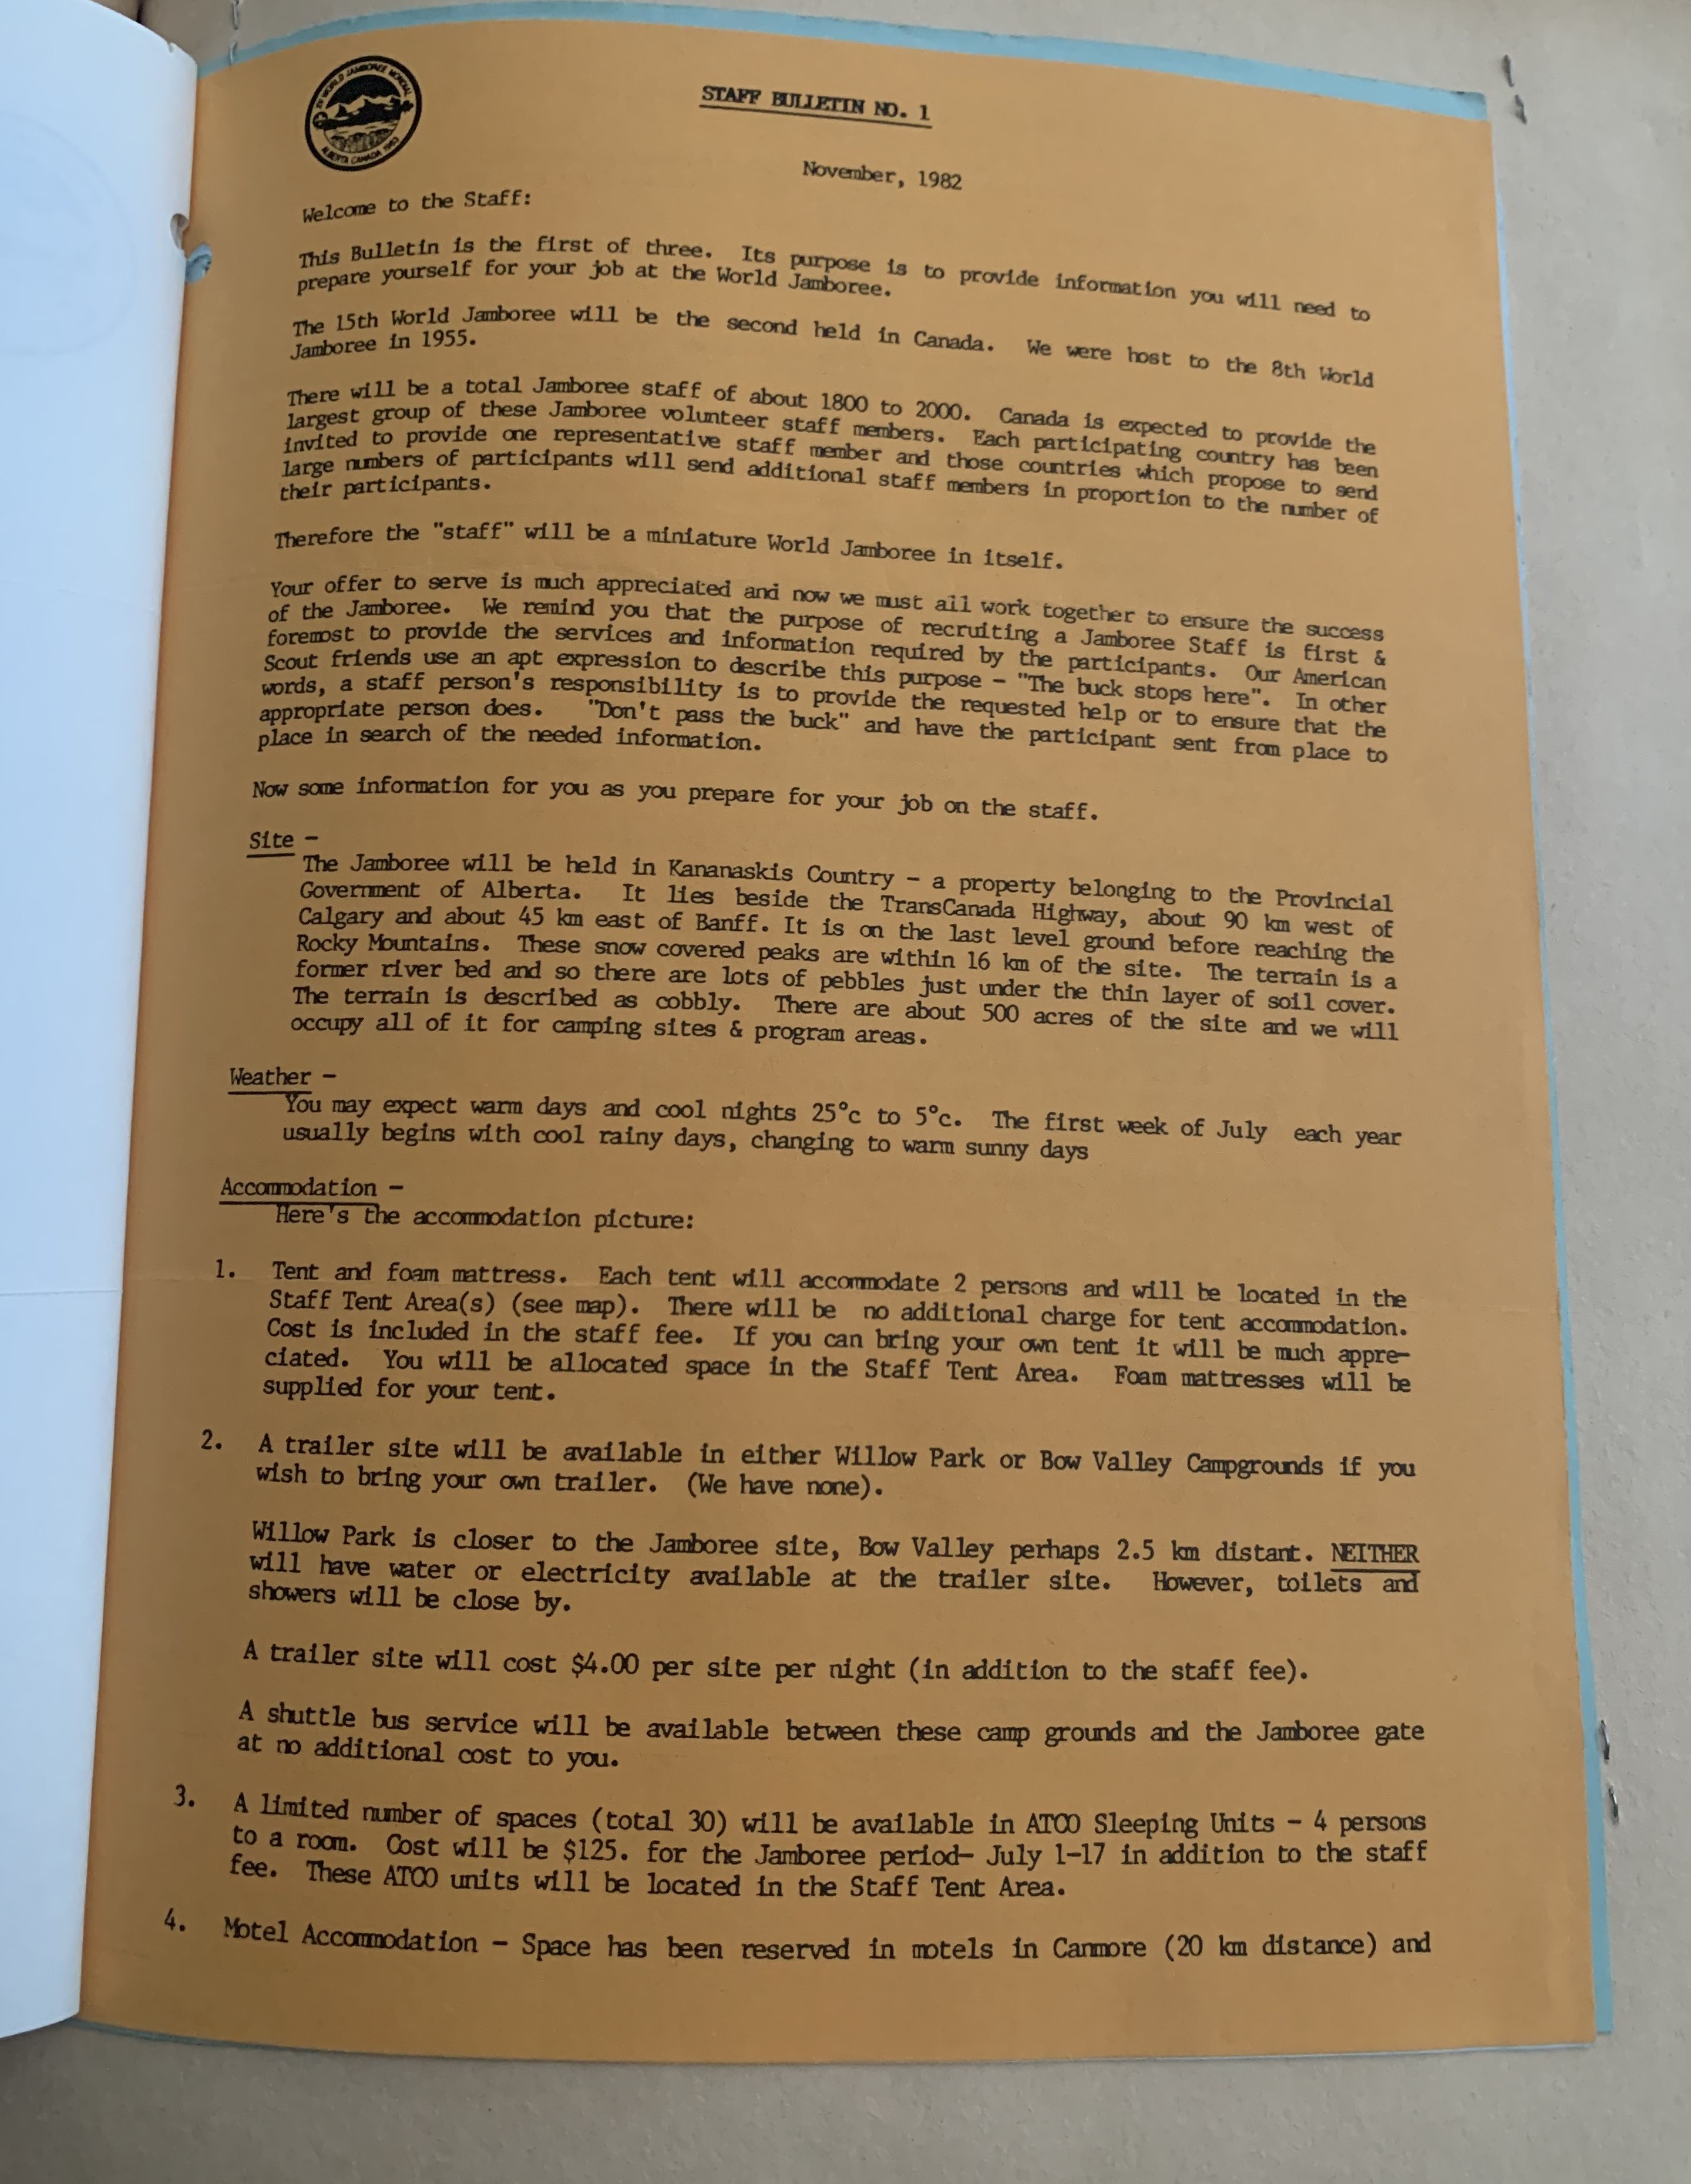 XV WORLD JAMBOREE MONDIAL
ALBERTA CANADA 1983
STAFF BULLETIN NO. 1
November, 1982
Welcome to the Staff:
This Bulletin is the first of three. Its purpose is to provide information you will need to
prepare yourself for your job at the World Jamboree.
The 15th World Jamboree will be the second held in Canada. We were host to the 8th World
Jamboree in 1955.
There will be a total Jamboree staff of about 1800 to 2000. Canada is expected to provide the
largest group of these Jamboree volunteer staff members. Each participating country has been
invited to provide one representative staff member and those countries which propose to send
large numbers of participants will send additional staff members in proportion to the number of
their participants.
Therefore the "staff" will be a miniature World Jamboree in itself.
Your offer to serve is much appreciated and now we must all work together to ensure the success
of the Jamboree. We remind you that the purpose of recruiting a Jamboree Staff is first &
foremost to provide the services and information required by the participants. Our American
Scout friends use an apt expression to describe this purpose - "The buck stops here". In other
words, a staff person's responsibility is to provide the requested help or to ensure that the
appropriate person does. "Don't pass the buck" and have the participant sent from place to
place in search of the needed information.
Now some information for you as you prepare for your job on the staff.
Site -
The Jamboree will be held in Kananaskis Country - a property belonging to the Provincial
Government of Alberta. It lies beside the TransCanada Highway, about 90 km west of
Calgary and about 45 km east of Banff. It is on the last level ground before reaching the
Rocky Mountains. These snow covered peaks are within 16 km of the site. The terrain is a
former river bed and so there are lots of pebbles just under the thin layer of soil cover.
The terrain is described as cobbly. There are about 500 acres of the site and we will
occupy all of it for camping sites & program areas.
Weather -
You may expect warm days and cool nights 25°c to 5°c. The first week of July each year
usually begins with cool rainy days, changing to warm sunny days
Accommodation -
Here's the accommodation picture:
1. Tent and foam mattress. Each tent will accommodate 2 persons and will be located in the
Staff Tent Area(s) (see map). There will be no additional charge for tent accommodation.
Cost is included in the staff fee. If you can bring your own tent it will be much appre-
ciated. You will be allocated space in the Staff Tent Area. Foam mattresses will be
supplied for your tent.
2. A trailer site will be available in either Willow Park or Bow Valley Campgrounds if you
wish to bring your own trailer. (We have none).
Willow Park is closer to the Jamboree site, Bow Valley perhaps 2.5 km distant. NEITHER
will have water or electricity available at the trailer site. However, toilets and
showers will be close by.
A trailer site will cost $4.00 per site per night (in addition to the staff fee).
A shuttle bus service will be available between these camp grounds and the Jamboree gate
at no additional cost to you.
3. A limited number of spaces (total 30) will be available in ATCO Sleeping Units - 4 persons
to a room. Cost will be $125. for the Jamboree period- July 1-17 in addition to the staff
fee. These ATCO units will be located in the Staff Tent Area.
4. Motel Accommodation - Space has been reserved in motels in Canmore (20 km distance) and